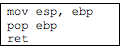 mov esp, ebp
pop ebp
ret